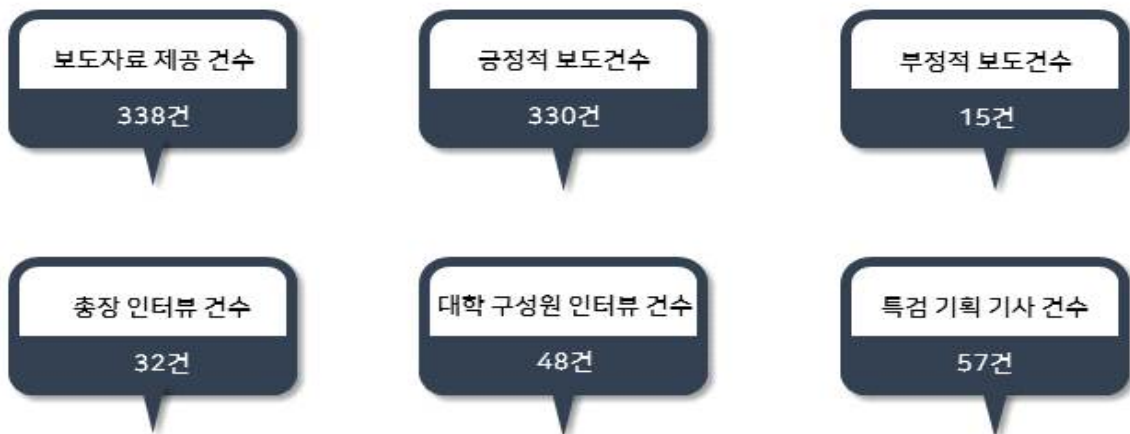 보도자료 제공 건수
338건
긍정적 보도건수
330건
부정적 보도건수
15건
총장 인터뷰 건수
32건
대학 구성원 인터뷰 건수
48건
특검 기획 기사 건수
57건